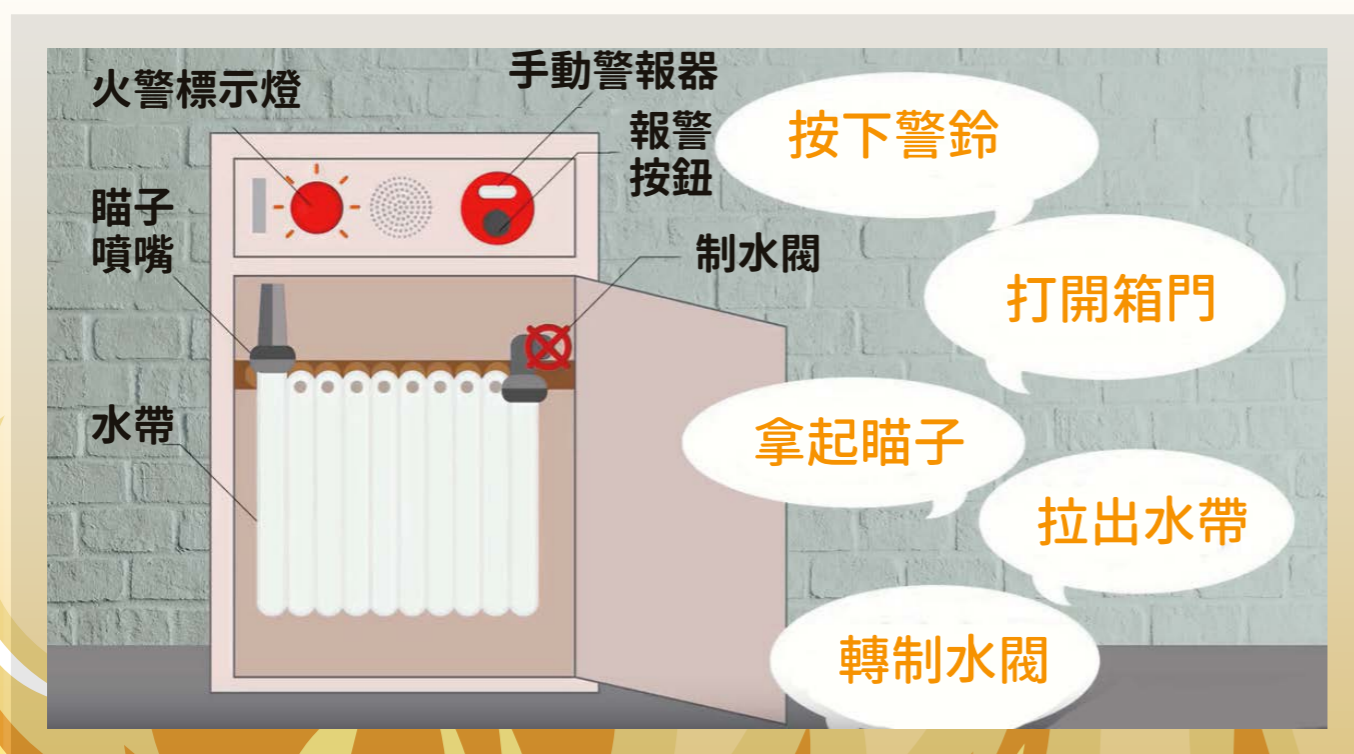 火警標示燈
手動警報器
報警
按鈕
瞄子
噴嘴
制水閥
水帶
按下警鈴
打開箱門
拿起瞄子
拉出水帶
轉制水閥